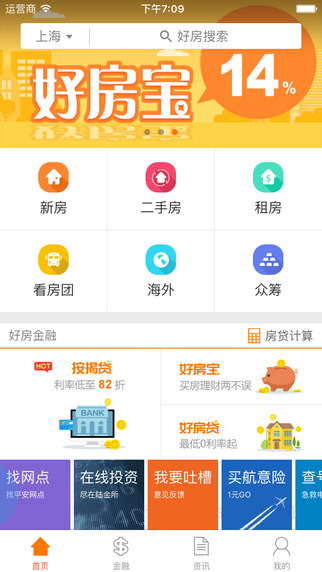 运营商 下午7:09
上海 好房搜索
好房宝
14%
新房 二手房 租房
看房团 海外 众筹
好房金融 房贷计算
HOT 按揭贷
利率低至 82 折
BANK
好房宝
买房理财两不误
好房贷
最低0利率起
找网点 在线投资 我要吐槽 买航意险 查号
找平安网点 尽在陆金所 意见反馈 1元GO 急救电
首页 金融 资讯 我的